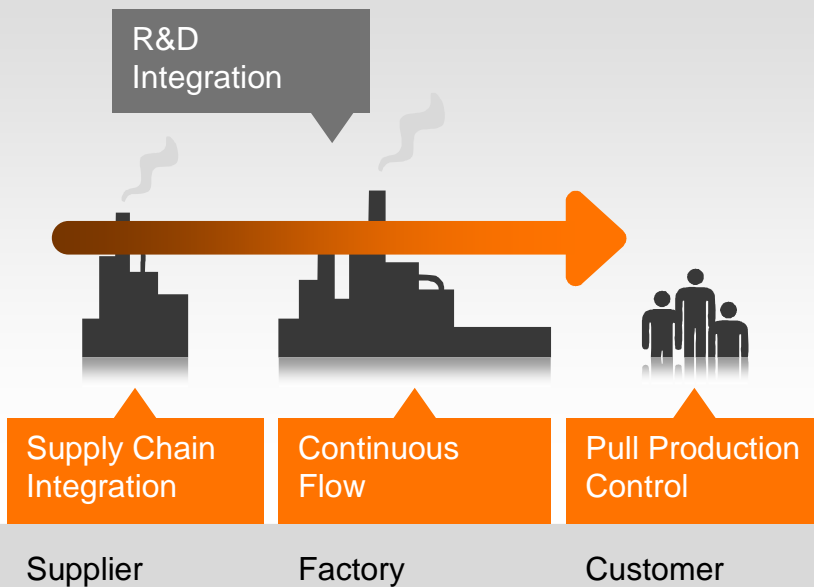 R&D
Integration
Supply Chain
Integration
Continuous
Flow
Pull Production
Control
Supplier
Factory
Customer